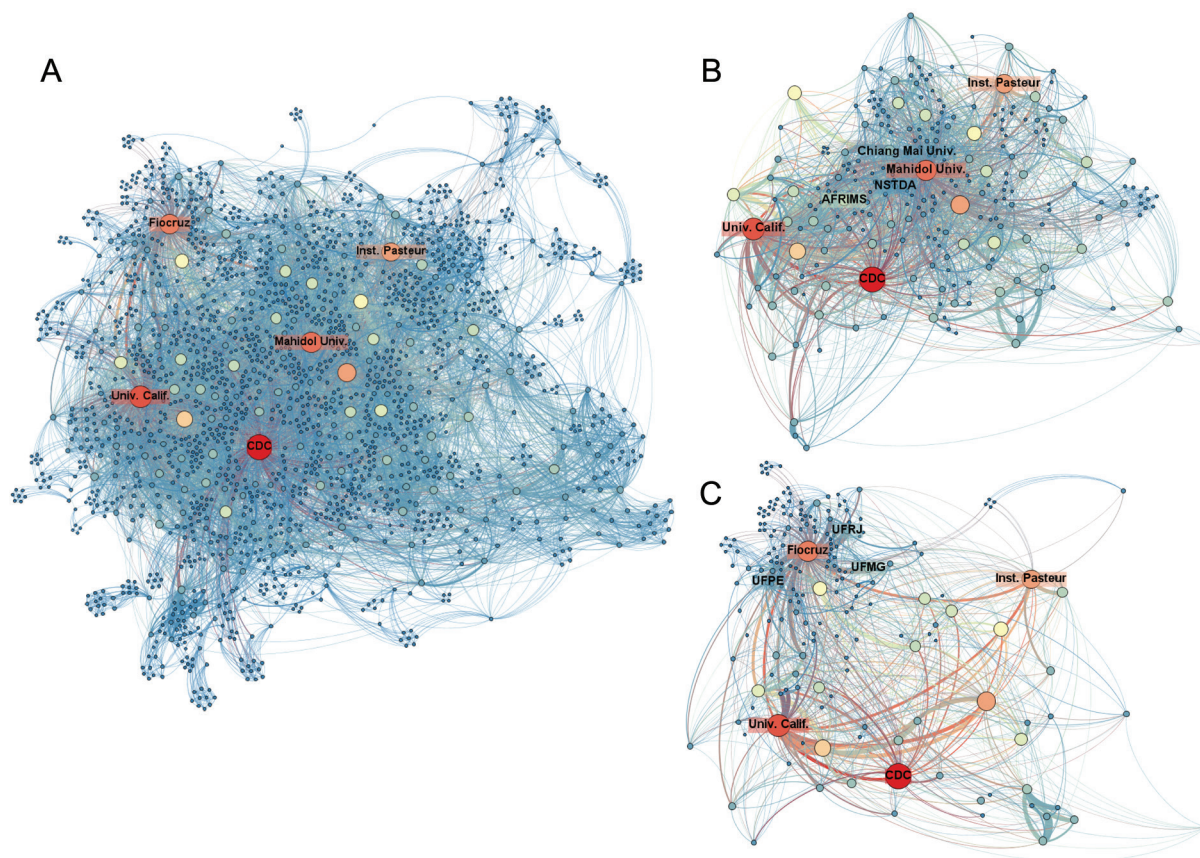 A
Fiocruz
Inst. Pasteur
Mahidol Univ.
Univ. Calif.
CDC
B
Inst. Pasteur
Chiang Mai Univ.
Mahidol Univ.
NSTDA
AFRIMS
Univ. Calif.
CDC
C
UFRJ
Fiocruz
UFMG
UFPE
Inst. Pasteur
Univ. Calif.
CDC